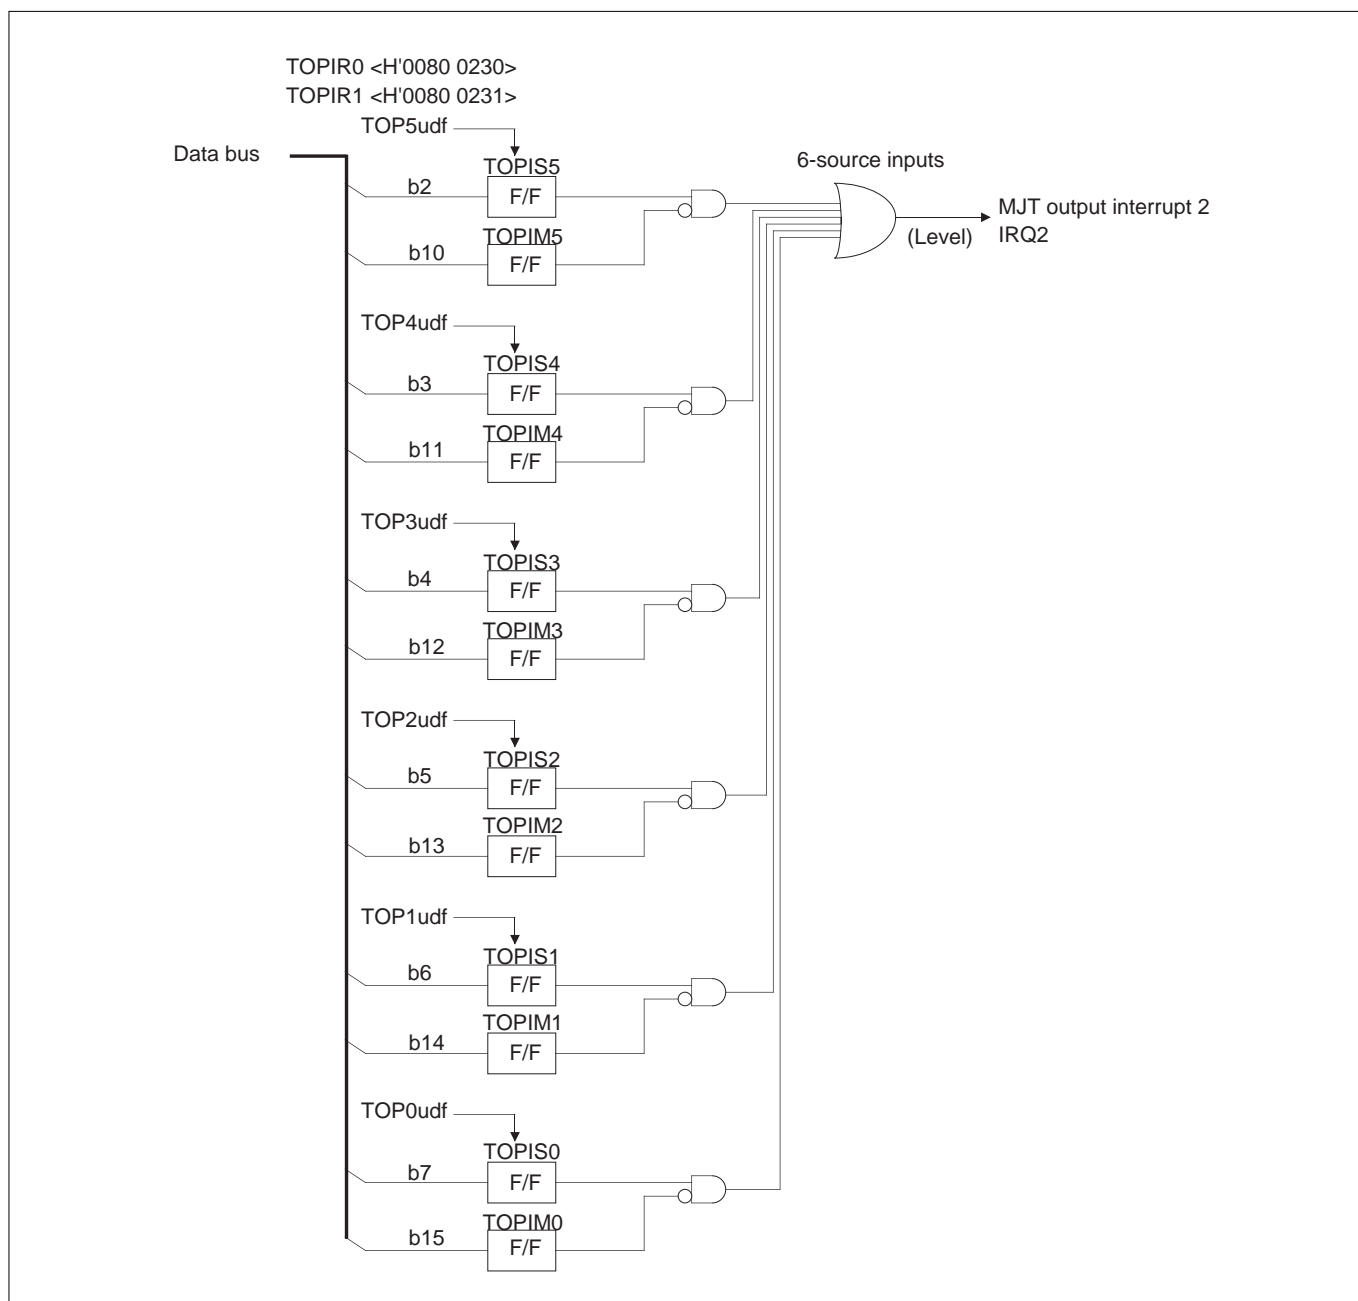 TOPIR0 <H'0080 0230>
TOPIR1 <H'0080 0231>
TOP5udf
Data bus
TOPIS5
6-source inputs
b2
F/F
MJT output interrupt 2
(Level)
IRQ2
TOPIM5
b10
F/F
TOP4udf
TOPIS4
b3
F/F
TOPIM4
b11
F/F
TOP3udf
TOPIS3
b4
F/F
TOPIM3
b12
F/F
TOP2udf
TOPIS2
b5
F/F
TOPIM2
b13
F/F
TOP1udf
TOPIS1
b6
F/F
TOPIM1
b14
F/F
TOP0udf
TOPIS0
b7
F/F
TOPIM0
b15
F/F